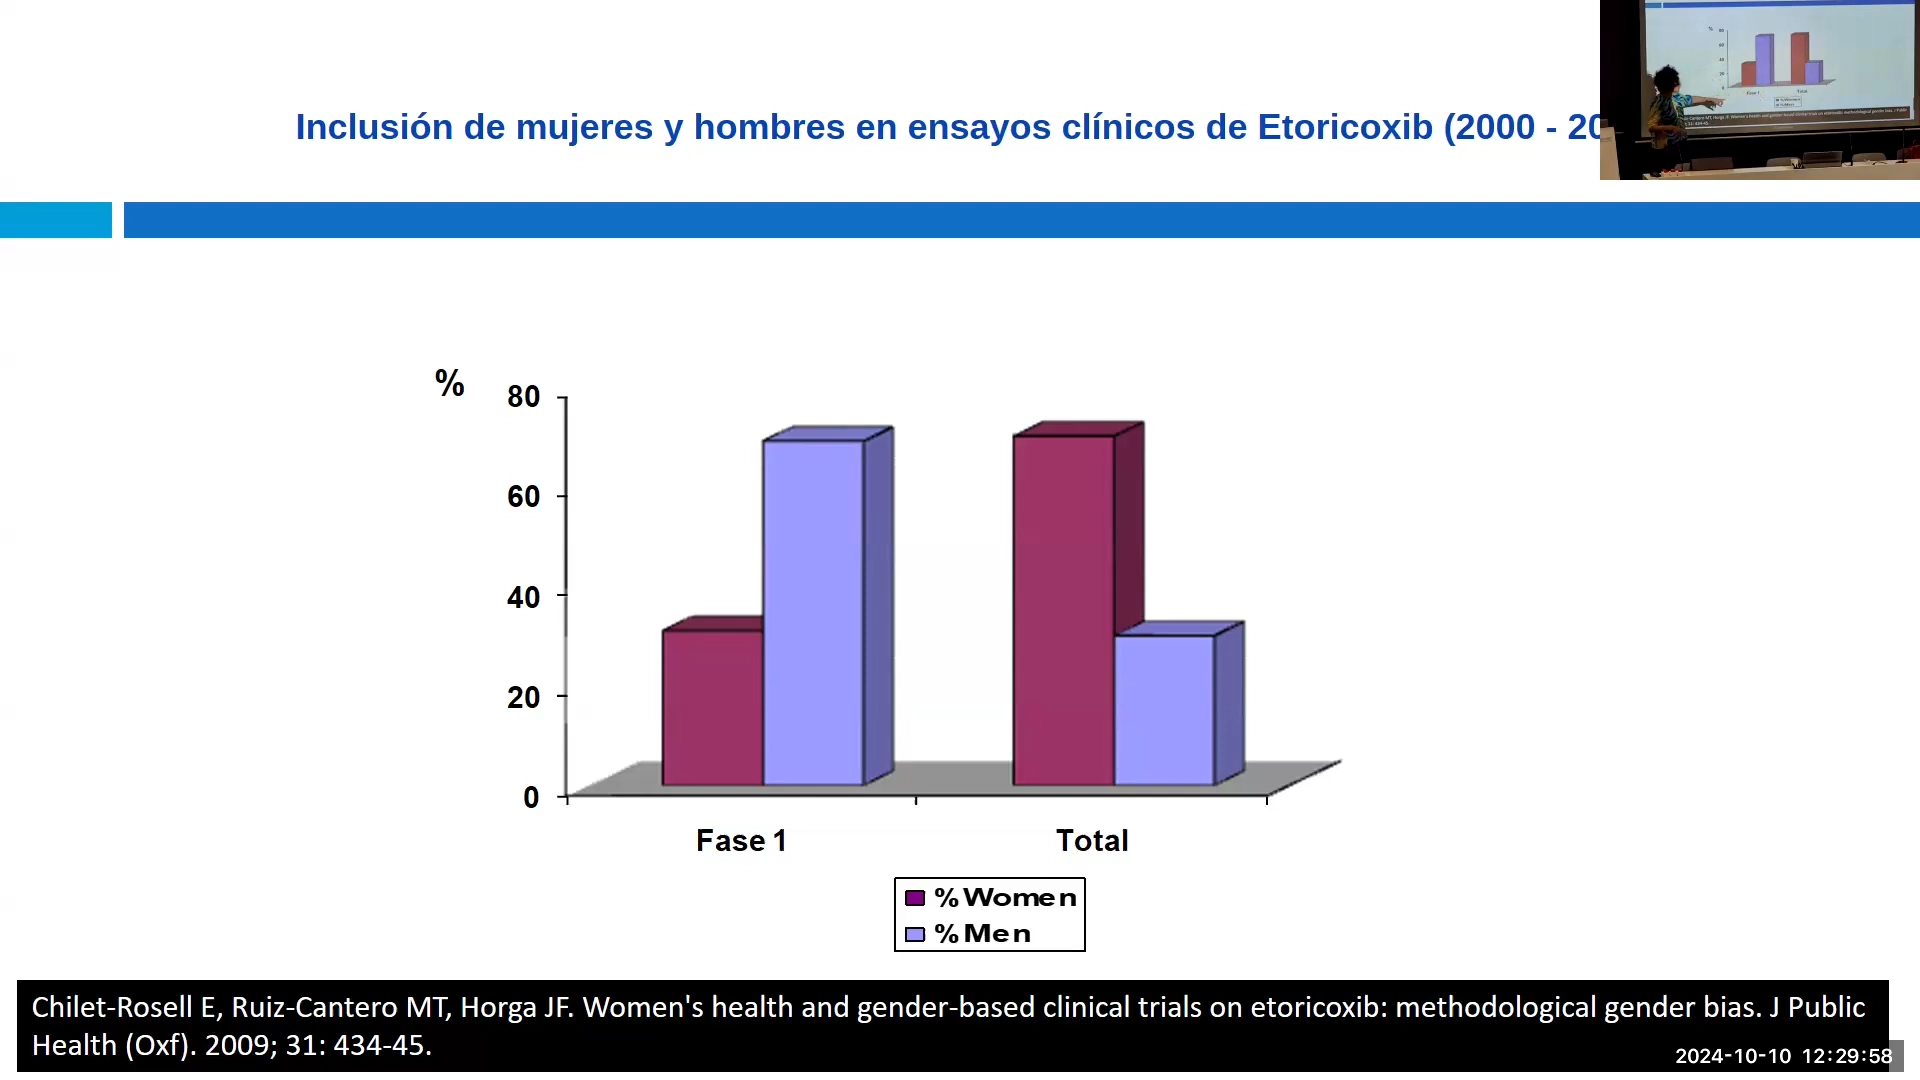 Inclusión de mujeres y hombres en ensayos clínicos de Etoricoxib (2000 - 20
%
80
60
40
20
0
Fase 1
Total
%Women
%Men
Chilet-Rosell E, Ruiz-Cantero MT, Horga JF. Women's health and gender-based clinical trials on etoricoxib: methodological gender bias. J Public
Health (Oxf). 2009; 31: 434-45.
2024-10-10 12:29:58